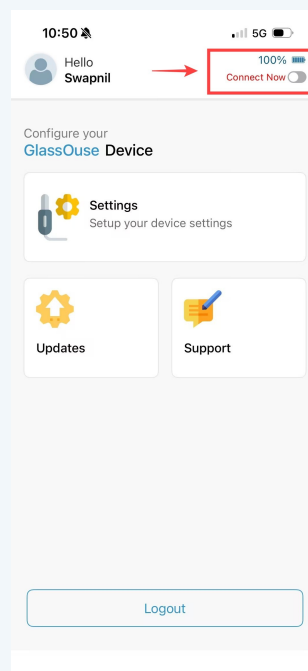 10:50
5G
Hello
Swapnil
100%
Connect Now
Configure your
GlassOuse Device
Settings
Setup your device settings
Updates
Support
Logout